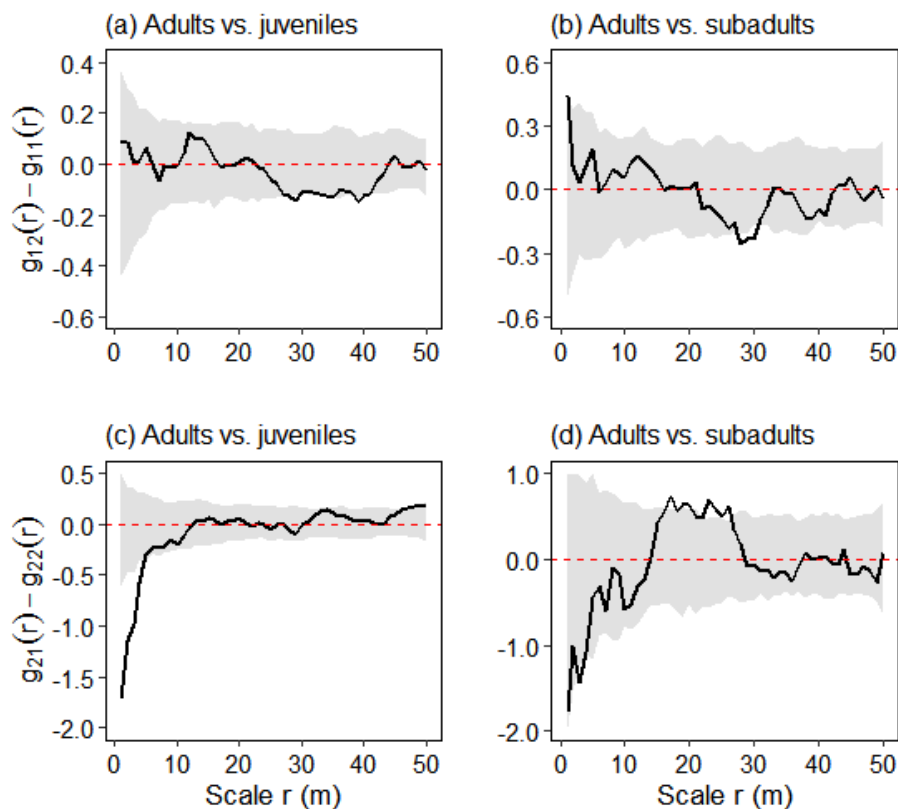 (a) Adults vs. juveniles
(b) Adults vs. subadults
g₁₂(r) − g₁₁(r)
0.4
0.2
0.0
-0.2
-0.4
-0.6
0 10 20 30 40 50
0.6
0.3
0.0
-0.3
-0.6
0 10 20 30 40 50
(c) Adults vs. juveniles
(d) Adults vs. subadults
g₂₁(r) − g₂₂(r)
0.5
0.0
-0.5
-1.0
-1.5
-2.0
0 10 20 30 40 50
Scale r (m)
1.0
0.0
-1.0
-2.0
0 10 20 30 40 50
Scale r (m)